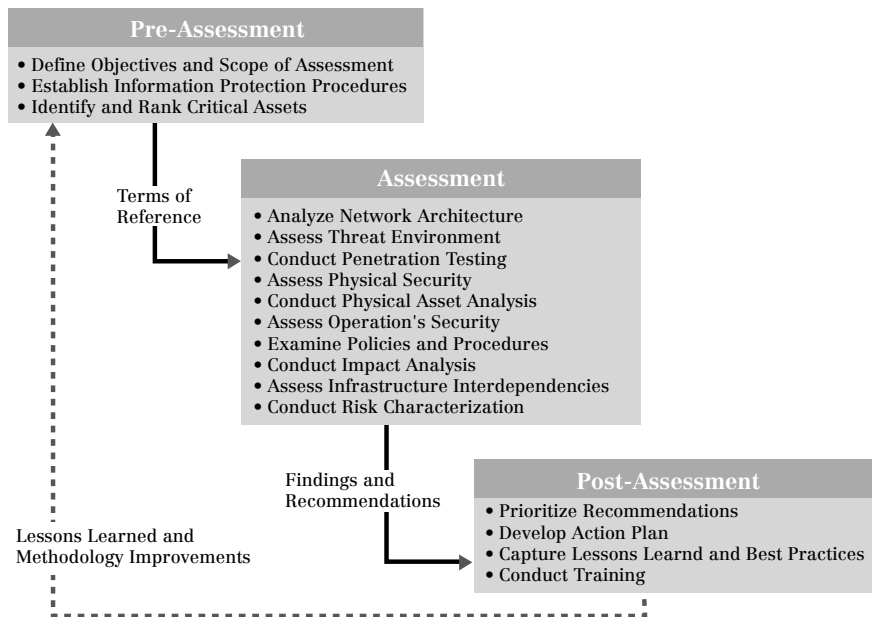 Pre-Assessment
• Define Objectives and Scope of Assessment
• Establish Information Protection Procedures
• Identify and Rank Critical Assets
Terms of
Reference
Assessment
• Analyze Network Architecture
• Assess Threat Environment
• Conduct Penetration Testing
• Assess Physical Security
• Conduct Physical Asset Analysis
• Assess Operation's Security
• Examine Policies and Procedures
• Conduct Impact Analysis
• Assess Infrastructure Interdependencies
• Conduct Risk Characterization
Findings and
Recommendations
Post-Assessment
• Prioritize Recommendations
• Develop Action Plan
• Capture Lessons Learnd and Best Practices
• Conduct Training
Lessons Learned and
Methodology Improvements